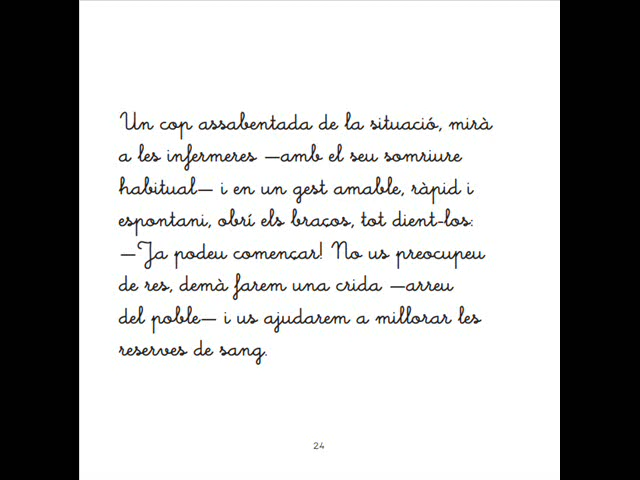 Un cop assabentada de la situació, mirà
a les infermeres —amb el seu somriure
habitual— i en un gest amable, ràpid i
espontani, obrí els braços, tot dient-los:
—Ja podeu començar! No us preocupeu
de res, demà farem una crida —arreu
del poble— i us ajudarem a millorar les
reserves de sang.
24